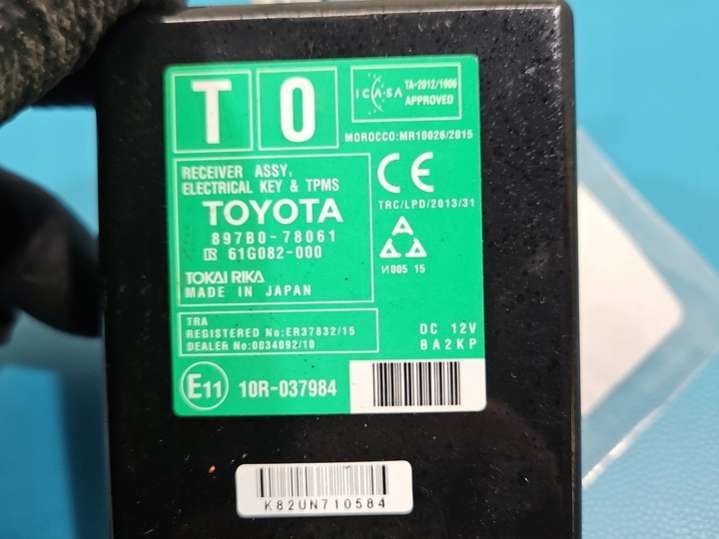 T O
ICASA TA-2012/1606
APPROVED
MOROCCO:MR10026/2015
RECEIVER ASSY,
ELECTRICAL KEY & TPMS
TOYOTA
897B0-78061
61G082-000
TOKAI RIKA
MADE IN JAPAN
CE
TRC/LPD/2013/31
005 15
TRA
REGISTERED No:ER37832/15
DEALER No:0034092/10
DC 12V
BA2KP
E11 10R-037984
K82UN710584